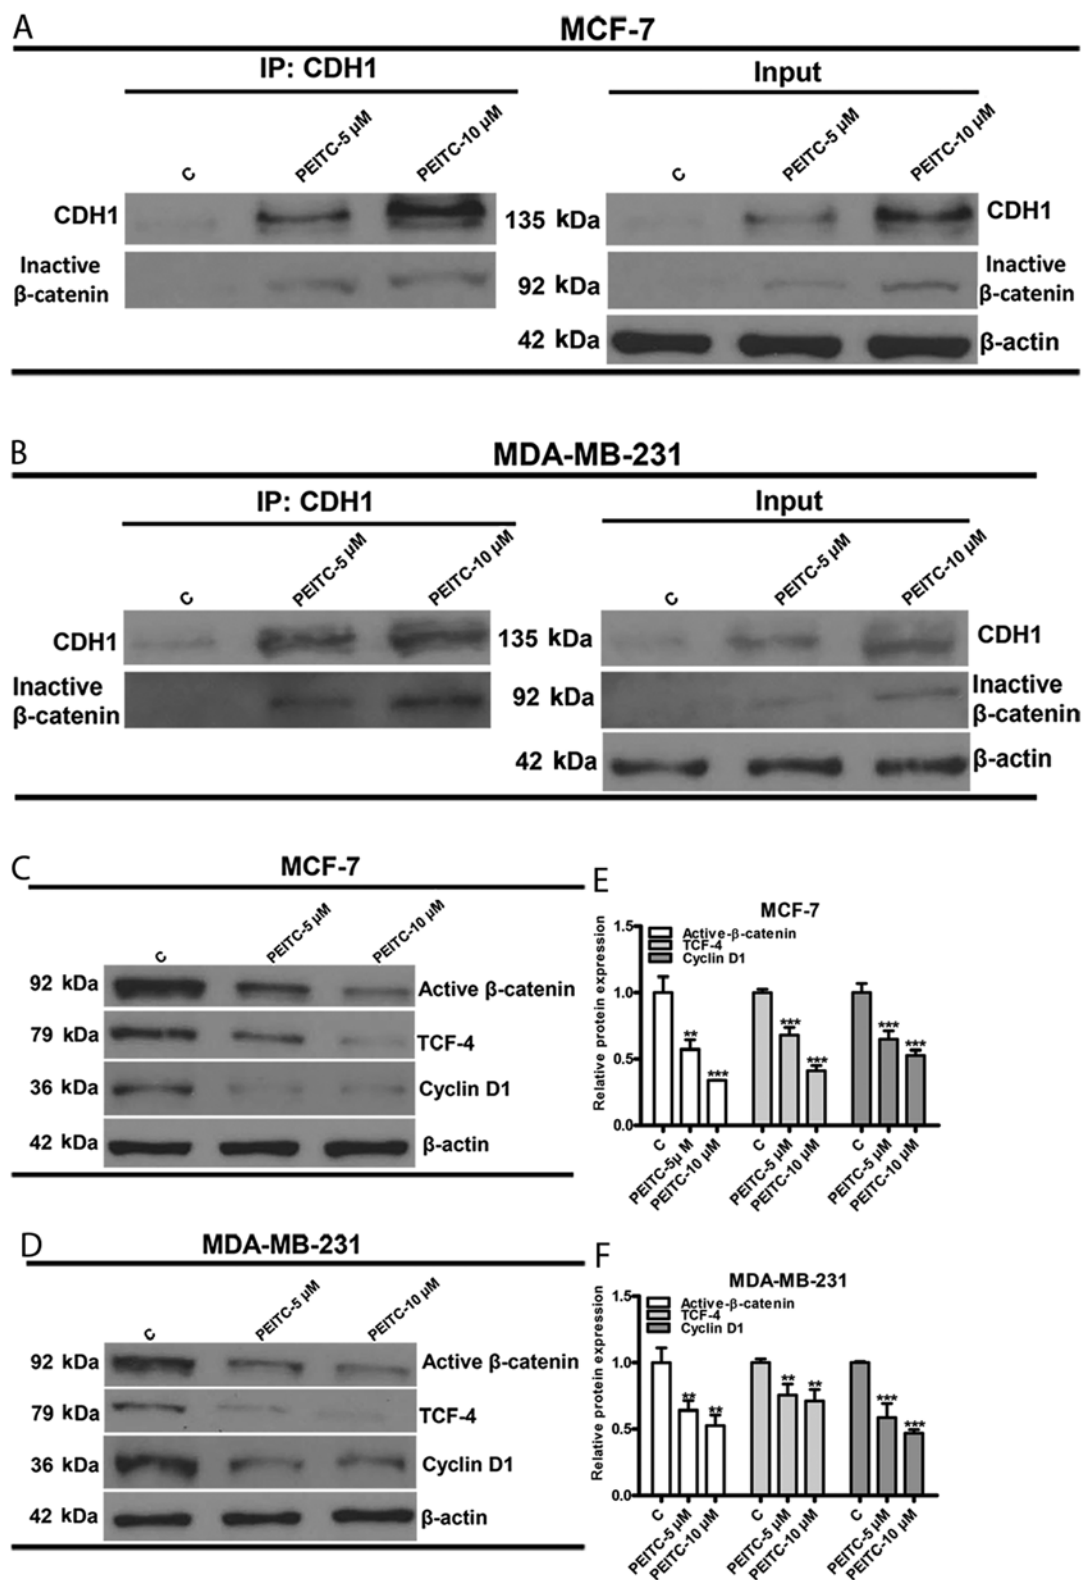 A
MCF-7
IP: CDH1
Input
C
PEITC-5 µM
PEITC-10 µM
C
PEITC-5 µM
PEITC-10 µM
CDH1
135 kDa
CDH1
Inactive
β-catenin
92 kDa
Inactive
β-catenin
42 kDa
β-actin
B
MDA-MB-231
IP: CDH1
Input
C
PEITC-5 µM
PEITC-10 µM
C
PEITC-5 µM
PEITC-10 µM
CDH1
135 kDa
CDH1
Inactive
β-catenin
92 kDa
Inactive
β-catenin
42 kDa
β-actin
C
MCF-7
C
PEITC-5 µM
PEITC-10 µM
92 kDa
Active β-catenin
79 kDa
TCF-4
36 kDa
Cyclin D1
42 kDa
β-actin
E
MCF-7
Relative protein expression
1.5
1.0
0.5
0.0
Active-β-catenin
TCF-4
Cyclin D1
** *** *** *** *** ***
C
PEITC-5µ M
PEITC-10 µM
C
PEITC-5 µM
PEITC-10 µM
C
PEITC-5 µM
PEITC-10 µM
D
MDA-MB-231
C
PEITC-5 µM
PEITC-10 µM
92 kDa
Active β-catenin
79 kDa
TCF-4
36 kDa
Cyclin D1
42 kDa
β-actin
F
MDA-MB-231
Relative protein expression
1.5
1.0
0.5
0.0
Active-β-catenin
TCF-4
Cyclin D1
** ** ** ** *** ***
C
PEITC-5 µM
PEITC-10 µM
C
PEITC-5 µM
PEITC-10 µM
C
PEITC-5 µM
PEITC-10 µM